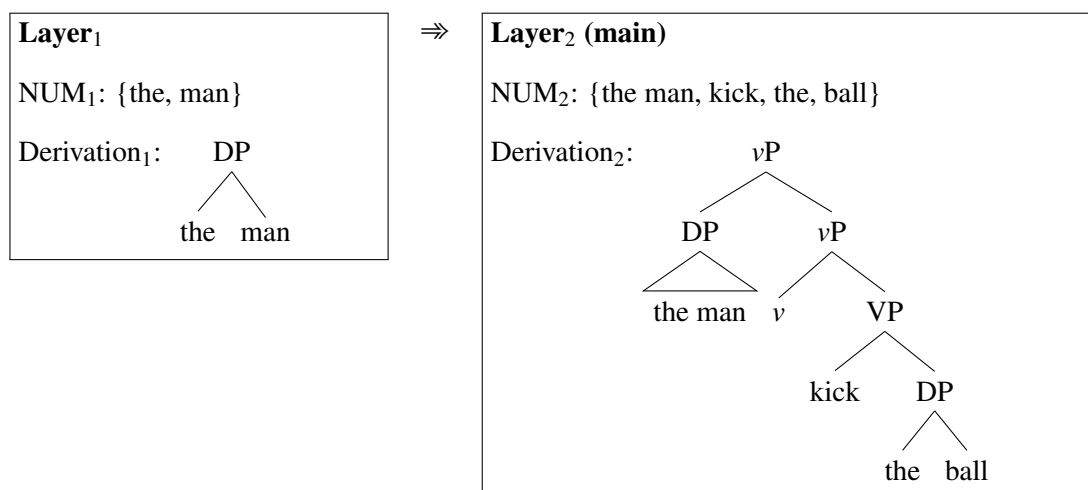 Layer₁
NUM₁: {the, man}
Derivation₁: DP
the man
⇛
Layer₂ (main)
NUM₂: {the man, kick, the, ball}
Derivation₂: vP
DP vP
the man v VP
kick DP
the ball